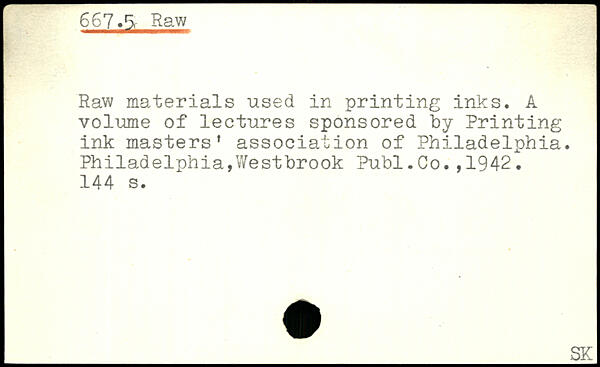 667.5 Raw
Raw materials used in printing inks. A
volume of lectures sponsored by Printing
ink masters' association of Philadelphia.
Philadelphia,Westbrook Publ.Co.,1942.
144 s.
SK